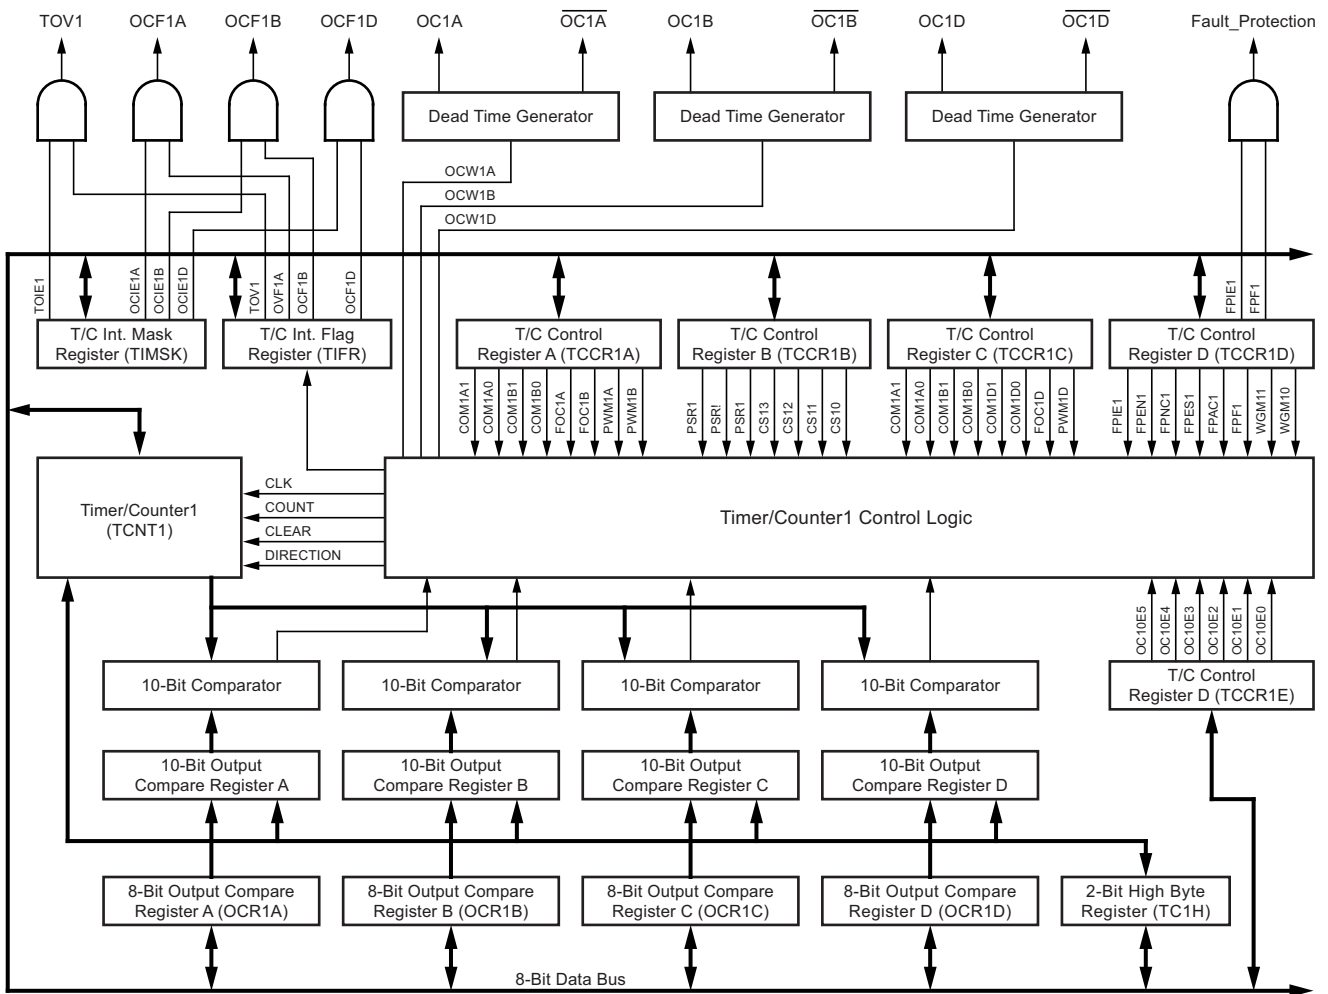 TOV1 OCF1A OCF1B OCF1D OC1A OC1A OC1B OC1B OC1D OC1D Fault_Protection
Dead Time Generator
Dead Time Generator
Dead Time Generator
OCW1A
OCW1B
OCW1D
TOIE1
OCIE1A
OCIE1B
OCIE1D
TOV1
OVF1A
OCF1B
OCF1D
FPIE1
FPF1
T/C Int. Mask
Register (TIMSK)
T/C Int. Flag
Register (TIFR)
T/C Control
Register A (TCCR1A)
T/C Control
Register B (TCCR1B)
T/C Control
Register C (TCCR1C)
T/C Control
Register D (TCCR1D)
COM1A1
COM1A0
COM1B1
COM1B0
FOC1A
FOC1B
PWM1A
PWM1B
PSR1
PSR!
PSR1
CS13
CS12
CS11
CS10
COM1A1
COM1A0
COM1B1
COM1B0
COM1D1
COM1D0
FOC1D
PWM1D
FPIE1
FPEN1
FPNC1
FPES1
FPAC1
FPF1
WGM11
WGM10
Timer/Counter1
(TCNT1)
CLK
COUNT
CLEAR
DIRECTION
Timer/Counter1 Control Logic
OC10E5
OC10E4
OC10E3
OC10E2
OC10E1
OC10E0
10-Bit Comparator
10-Bit Comparator
10-Bit Comparator
10-Bit Comparator
T/C Control
Register D (TCCR1E)
10-Bit Output
Compare Register A
10-Bit Output
Compare Register B
10-Bit Output
Compare Register C
10-Bit Output
Compare Register D
8-Bit Output Compare
Register A (OCR1A)
8-Bit Output Compare
Register B (OCR1B)
8-Bit Output Compare
Register C (OCR1C)
8-Bit Output Compare
Register D (OCR1D)
2-Bit High Byte
Register (TC1H)
8-Bit Data Bus